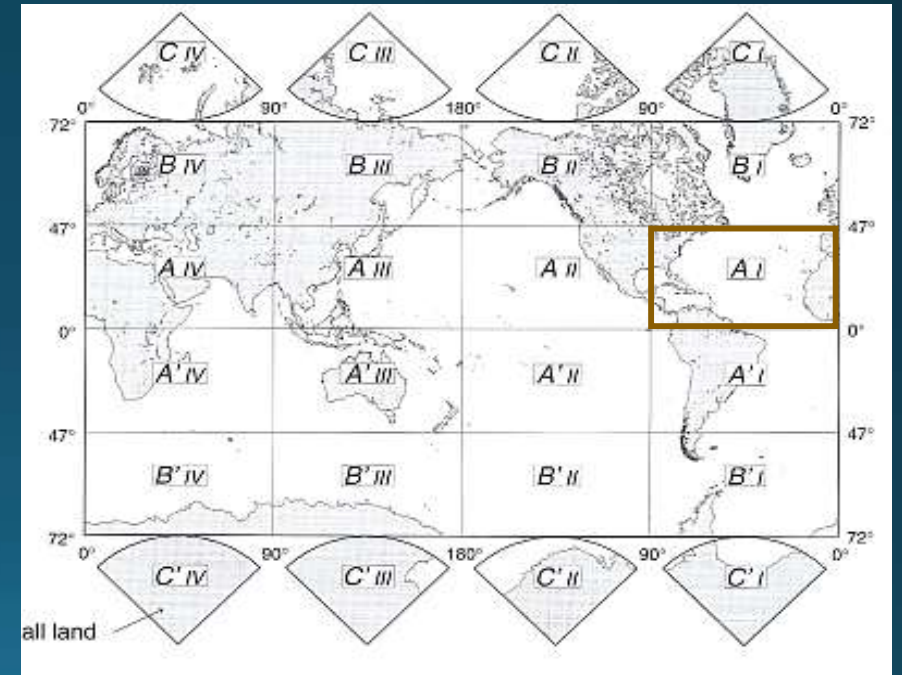 C IV C III C II C I
0° 90° 180° 90° 0°
72° 72°
B IV B III B II B I
47° 47°
A IV A III A II A I
0° 0°
A' IV A' III A' II A' I
47° 47°
B' IV B' III B' II B' I
72° 72°
0° 90° 180° 90° 0°
C' IV C' III C' II C' I
all land